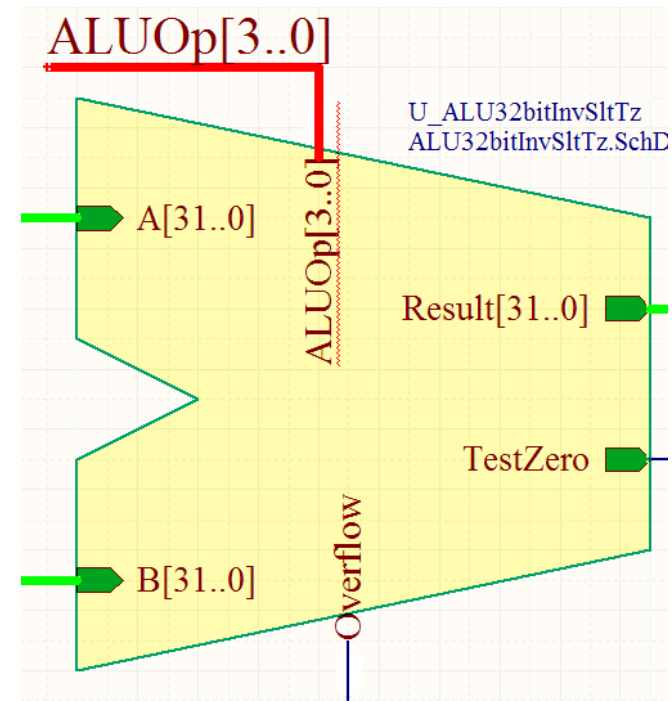 ALUOp[3..0]
U_ALU32bitInvSltTz
ALU32bitInvSltTz.SchD
A[31..0]
ALUOp[3..0]
Result[31..0]
TestZero
B[31..0]
Overflow